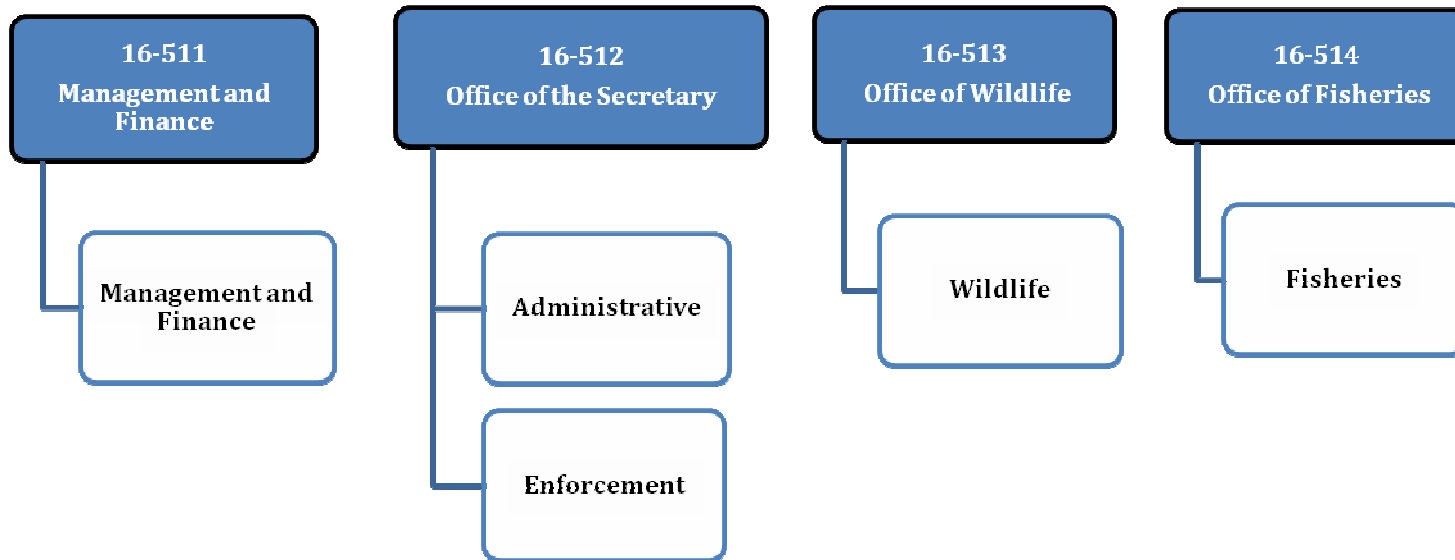 16-511
Management and
Finance
Management and
Finance
16-512
Office of the Secretary
Administrative
Enforcement
16-513
Office of Wildlife
Wildlife
16-514
Office of Fisheries
Fisheries